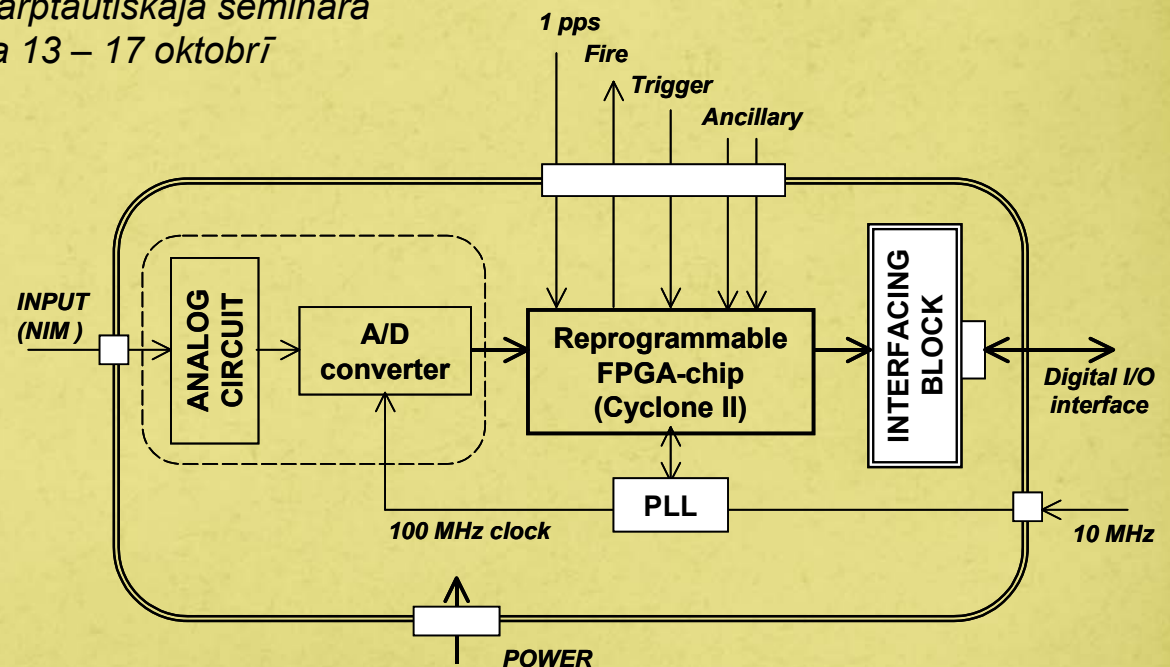 arptautiskajā seminārā
a 13 – 17 oktobrī
1 pps
Fire
Trigger
Ancillary
INPUT
(NIM )
ANALOG
CIRCUIT
A/D
converter
Reprogrammable
FPGA-chip
(Cyclone II)
INTERFACING
BLOCK
Digital I/O
interface
PLL
100 MHz clock
10 MHz
POWER